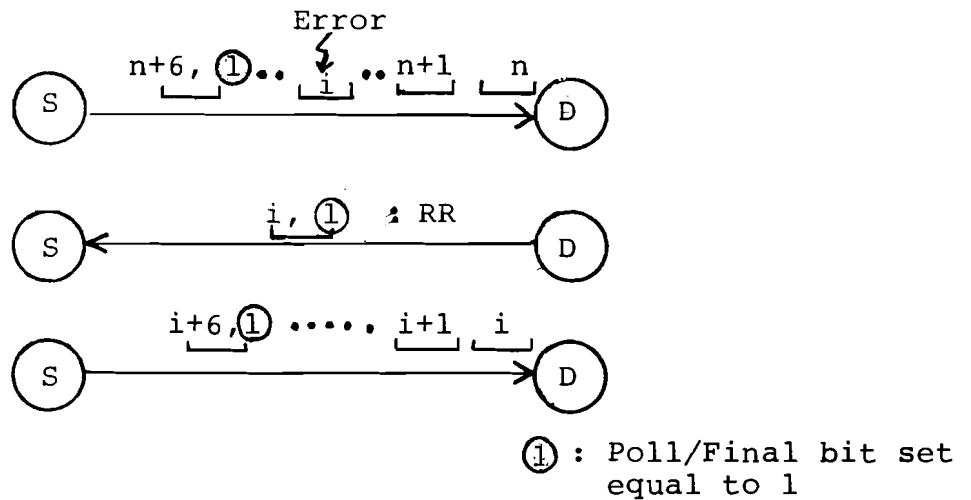 Error
n+6, 1 .. i .. n+1 n
S D
i, 1 : RR
S D
i+6, 1 ..... i+1 i
S D
1 : Poll/Final bit set
equal to 1